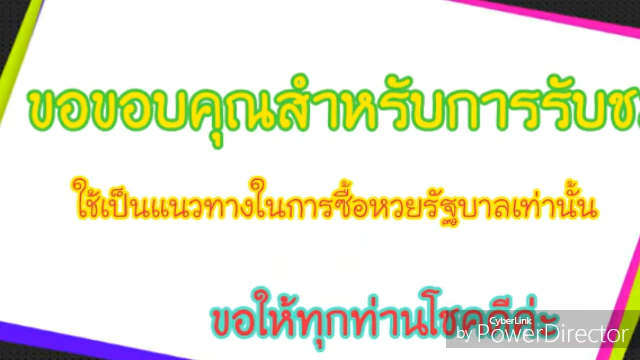 ขอขอบคุณสำหรับการรับช
ใช้เป็นแนวทางในการซื้อหวยรัฐบาลเท่านั้น
ขอให้ทุกท่านโชคดีค่ะ
CyberLink
by PowerDirector